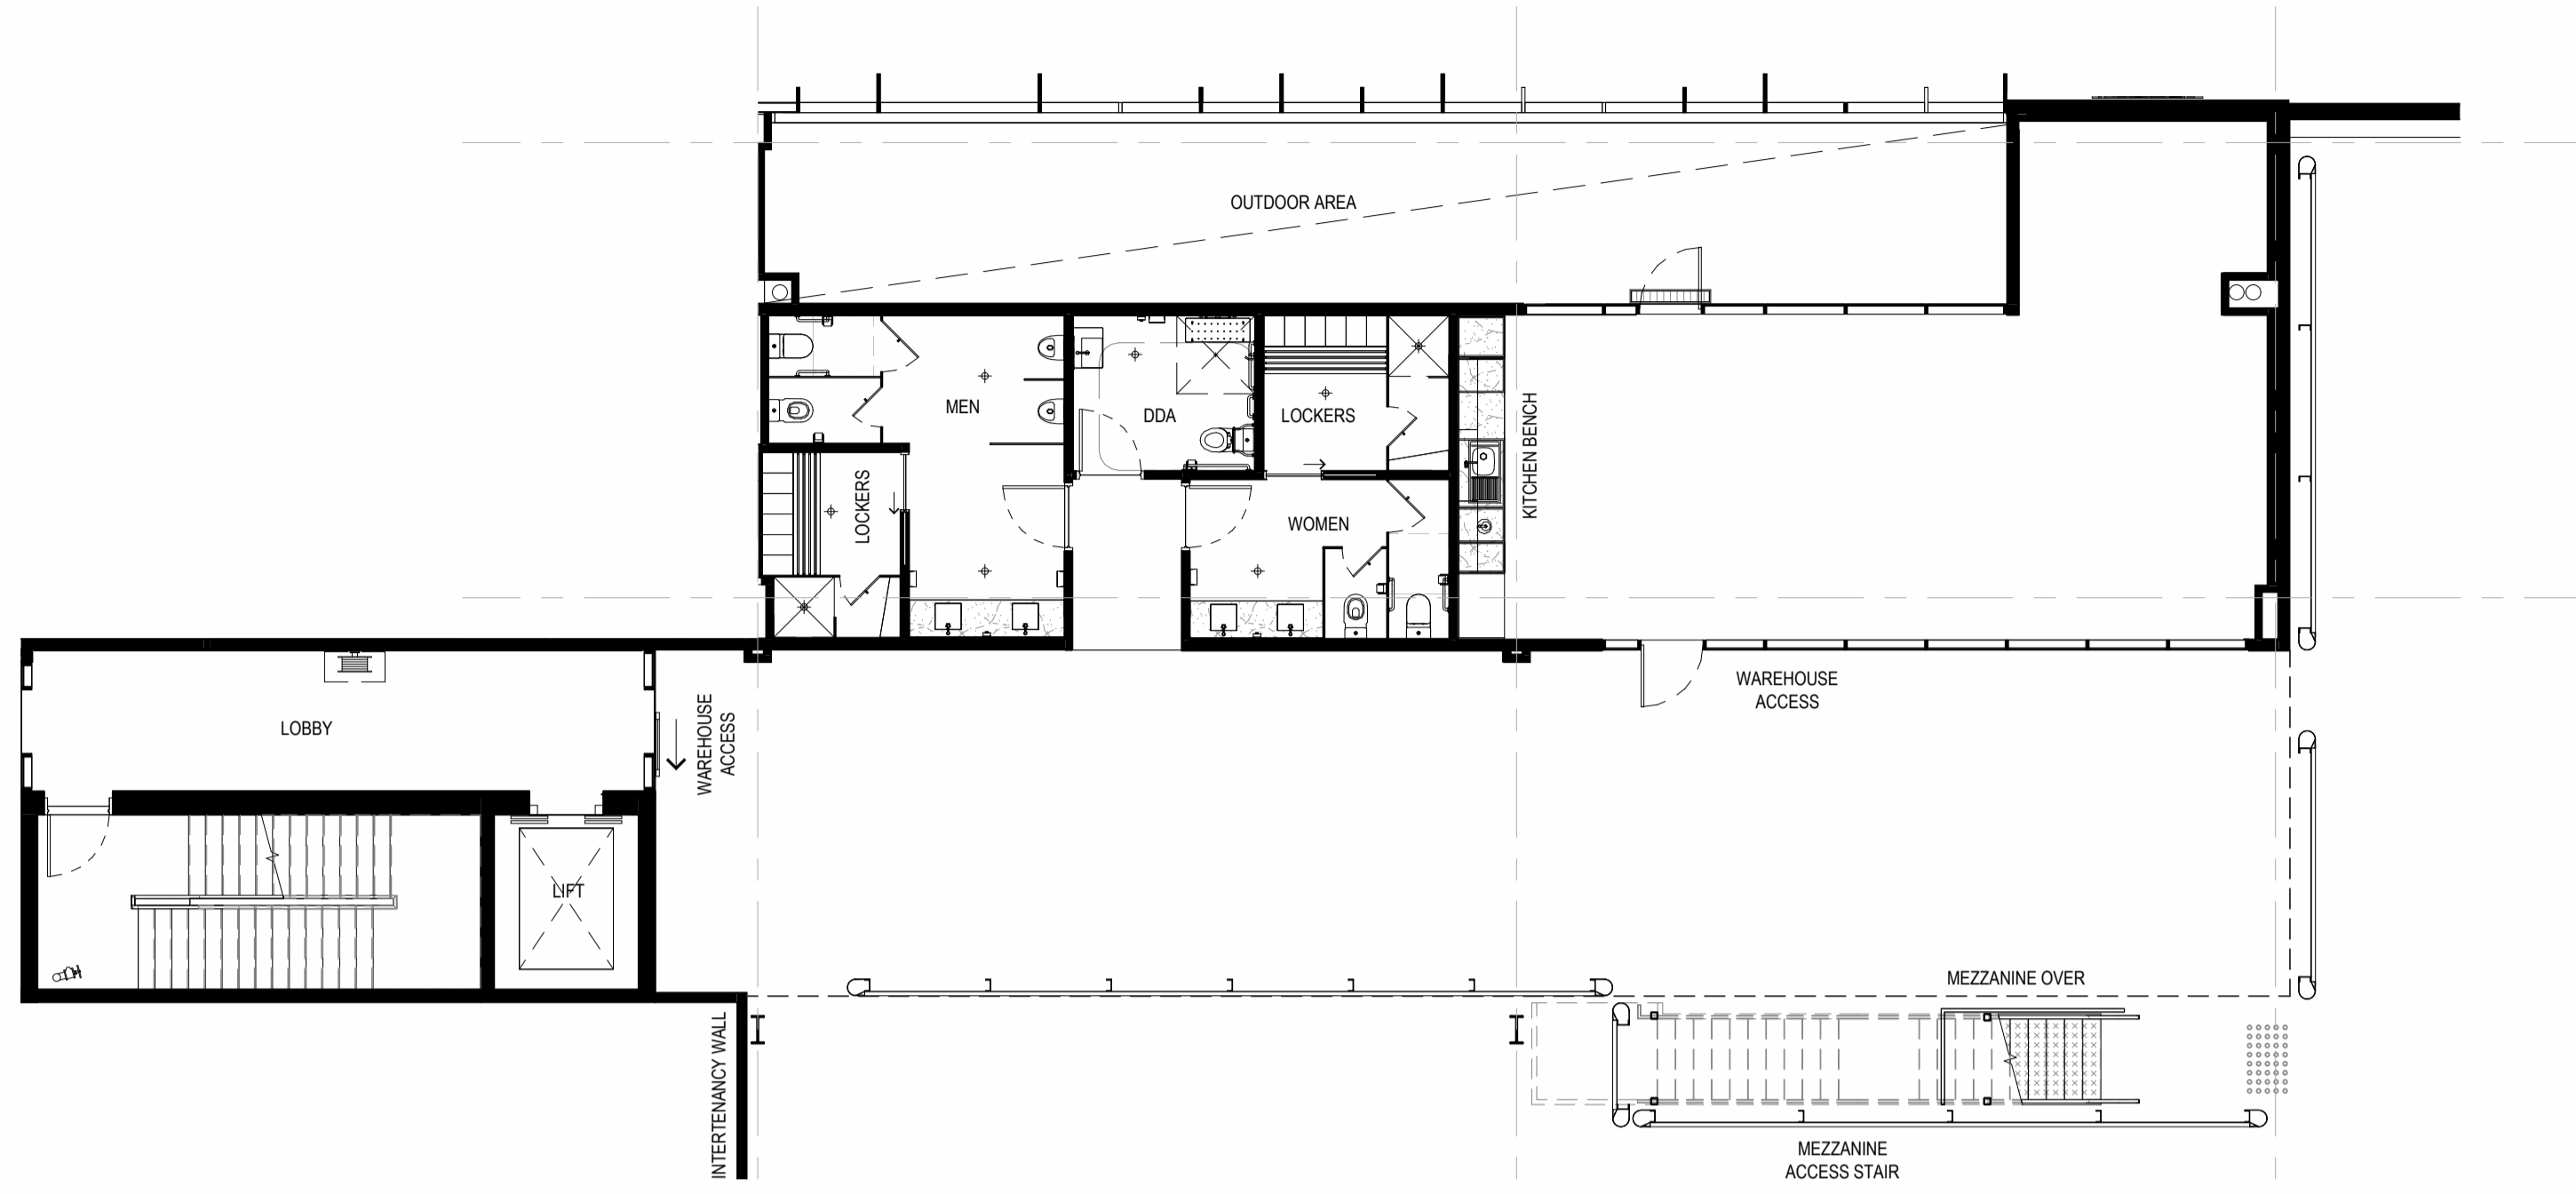 OUTDOOR AREA
MEN
DDA
LOCKERS
KITCHEN BENCH
LOCKERS
WOMEN
WAREHOUSE
ACCESS
LOBBY
WAREHOUSE
ACCESS
LIFT
MEZZANINE OVER
INTERTENANCY WALL
MEZZANINE
ACCESS STAIR